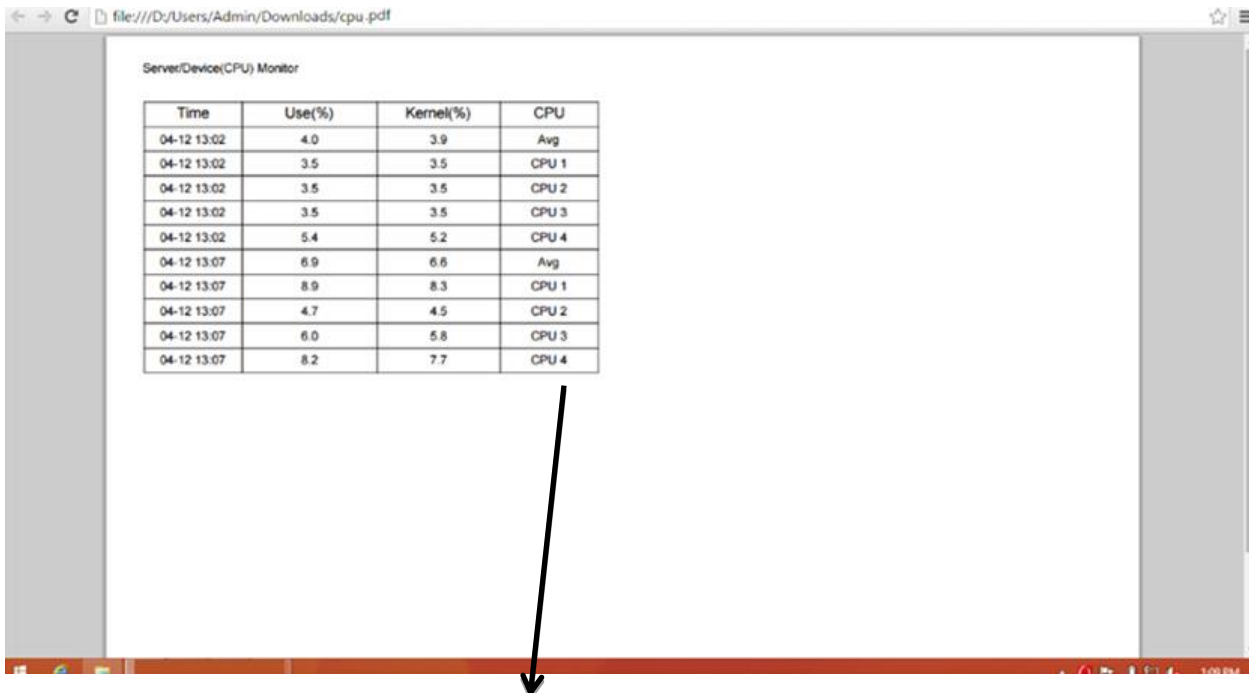 file:///D:/Users/Admin/Downloads/cpu.pdf
Server/Device(CPU) Monitor
Time Use(%) Kernel(%) CPU
04-12 13:02 4.0 3.9 Avg
04-12 13:02 3.5 3.5 CPU 1
04-12 13:02 3.5 3.5 CPU 2
04-12 13:02 3.5 3.5 CPU 3
04-12 13:02 5.4 5.2 CPU 4
04-12 13:07 6.9 6.6 Avg
04-12 13:07 8.9 8.3 CPU 1
04-12 13:07 4.7 4.5 CPU 2
04-12 13:07 6.0 5.8 CPU 3
04-12 13:07 8.2 7.7 CPU 4
1:09 PM